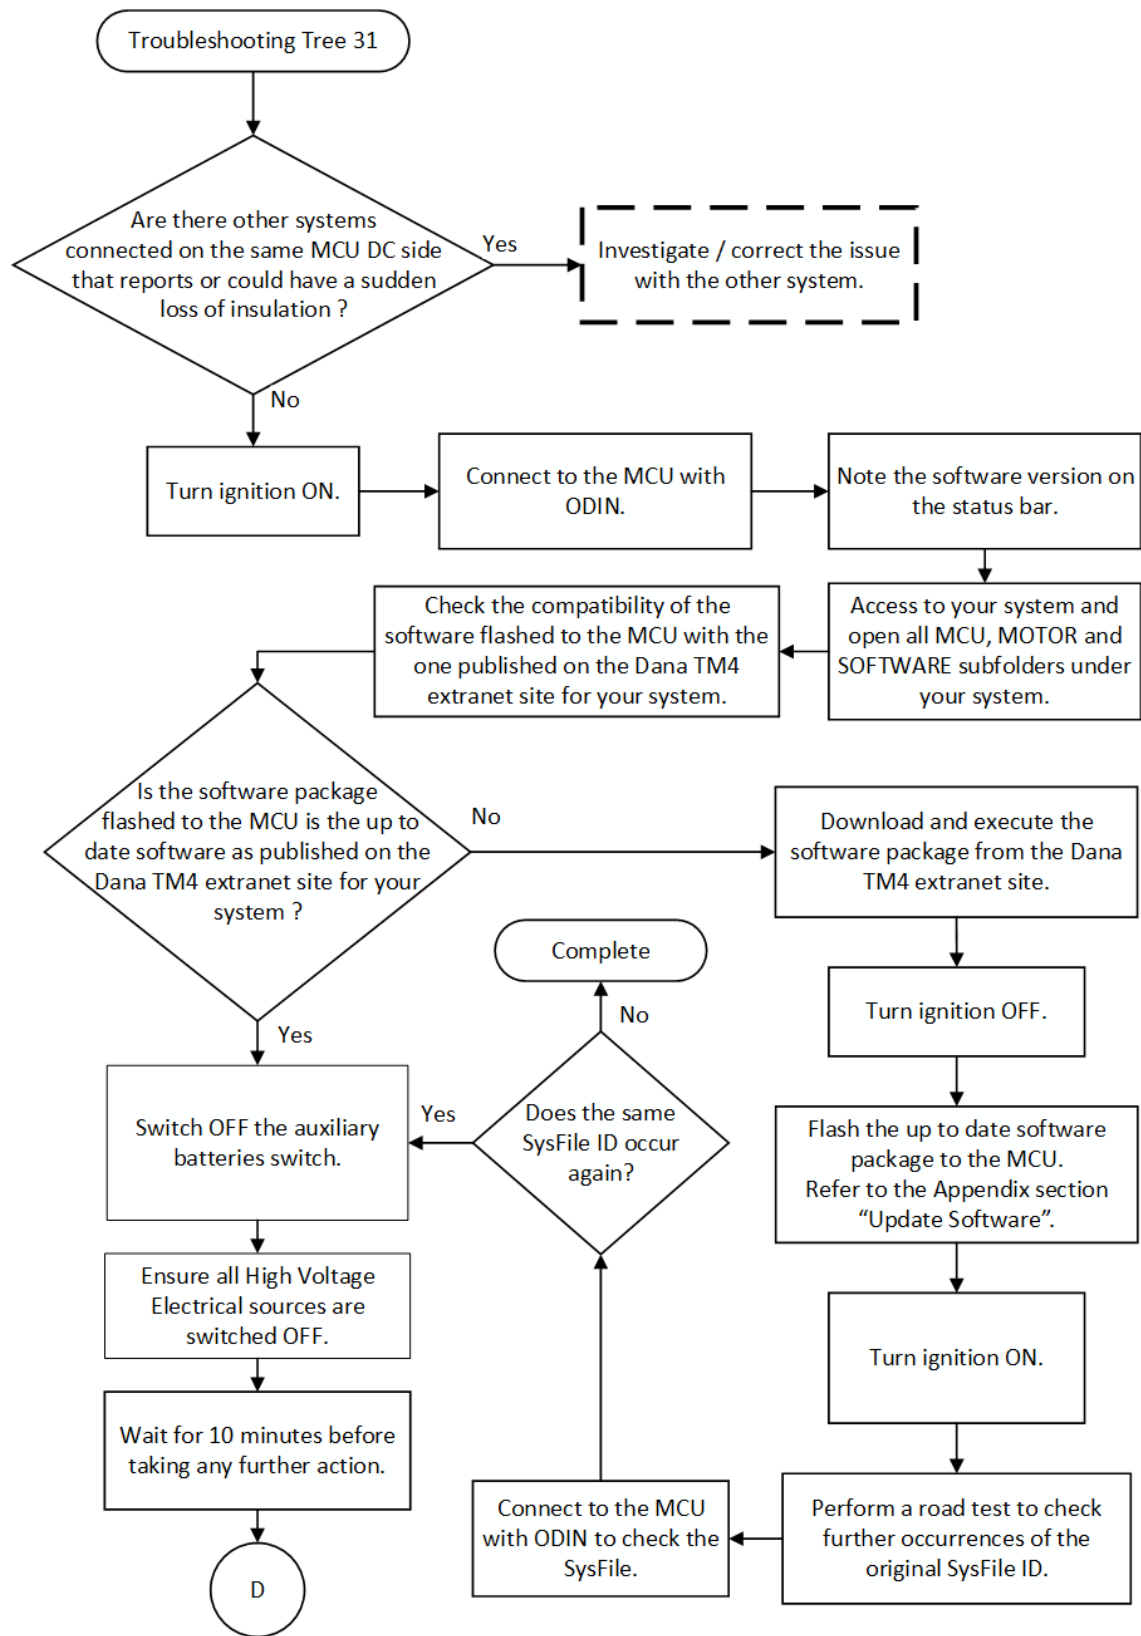 Troubleshooting Tree 31
Are there other systems
connected on the same MCU DC side
that reports or could have a sudden
loss of insulation ?
Yes
Investigate / correct the issue
with the other system.
No
Turn ignition ON.
Connect to the MCU with
ODIN.
Note the software version on
the status bar.
Access to your system and
open all MCU, MOTOR and
SOFTWARE subfolders under
your system.
Check the compatibility of the
software flashed to the MCU with the
one published on the Dana TM4
extranet site for your system.
Is the software package
flashed to the MCU is the up to
date software as published on the
Dana TM4 extranet site for your
system ?
No
Download and execute the
software package from the Dana
TM4 extranet site.
Turn ignition OFF.
Flash the up to date software
package to the MCU.
Refer to the Appendix section
“Update Software”.
Turn ignition ON.
Perform a road test to check
further occurrences of the
original SysFile ID.
Connect to the MCU
with ODIN to check the
SysFile.
Does the same
SysFile ID occur
again?
No
Complete
Yes
Yes
Switch OFF the auxiliary
batteries switch.
Ensure all High Voltage
Electrical sources are
switched OFF.
Wait for 10 minutes before
taking any further action.
D